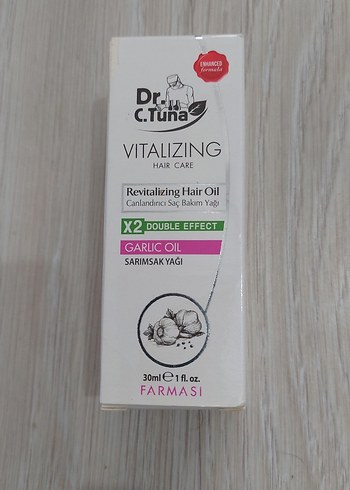 ENHANCED
formula
Dr.
C.Tuna
VITALIZING
HAIR CARE
Revitalizing Hair Oil
Canlandırıcı Saç Bakım Yağı
X2 DOUBLE EFFECT
GARLIC OIL
SARIMSAK YAĞI
30ml ℮ 1 fl. oz.
FARMASI